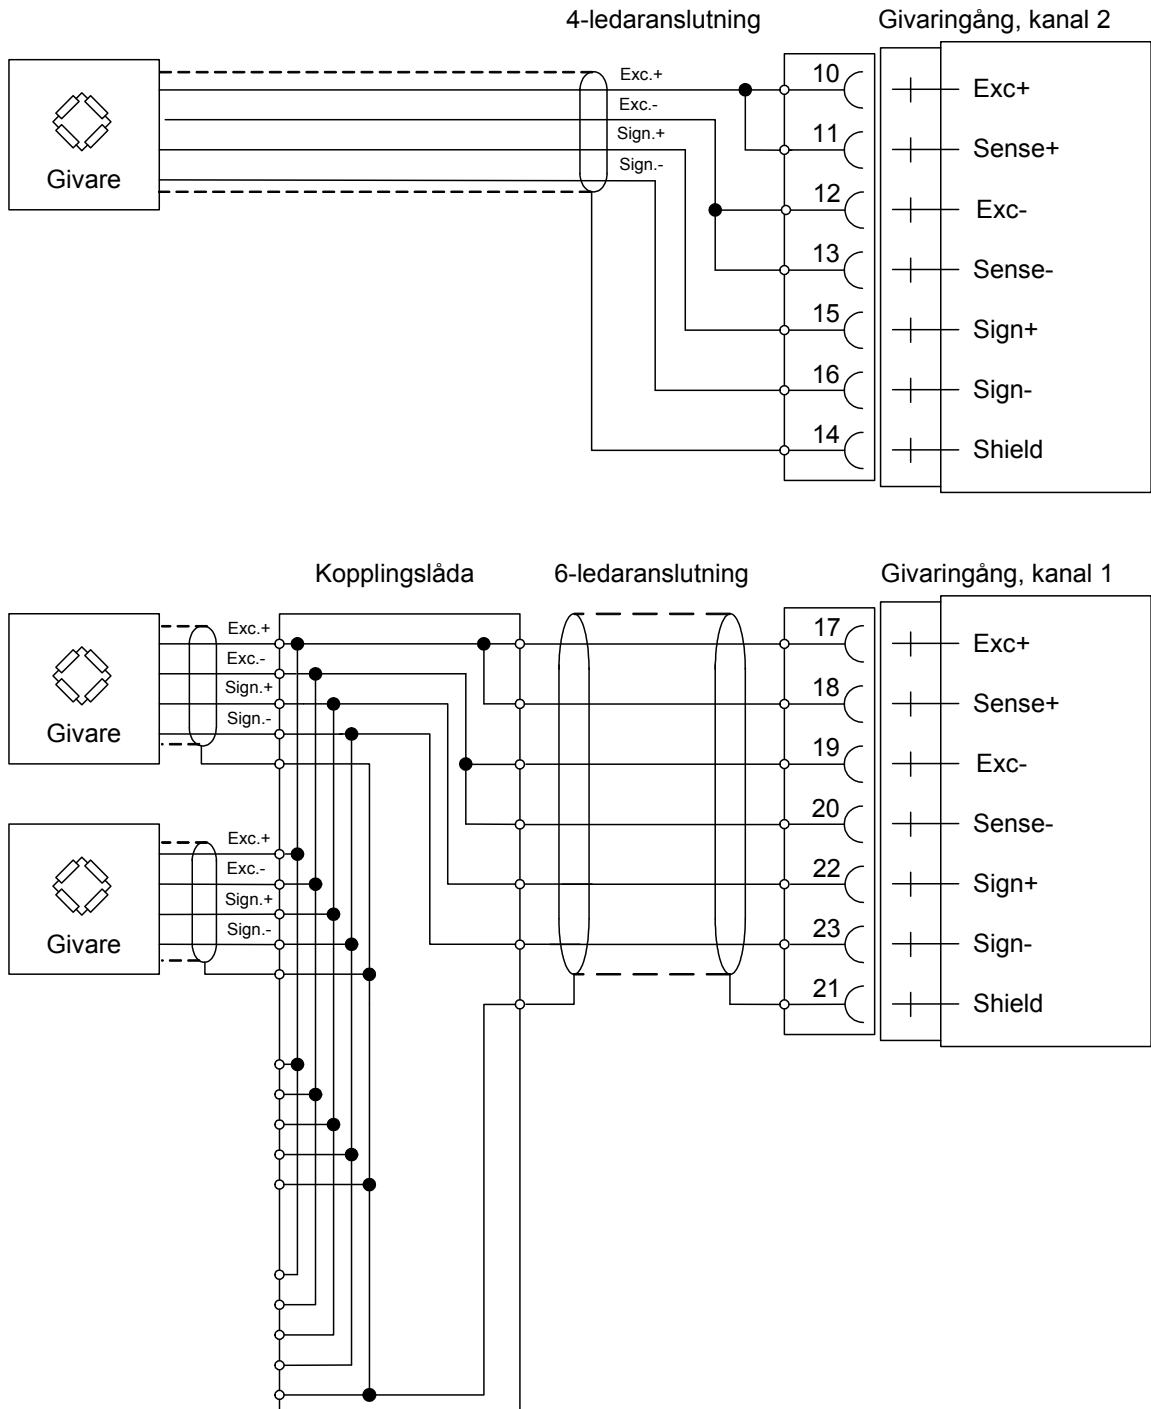 4-ledaranslutning
Givaringång, kanal 2
Givare
Exc.+
Exc.-
Sign.+
Sign.-
10
Exc+
11
Sense+
12
Exc-
13
Sense-
15
Sign+
16
Sign-
14
Shield
Kopplingslåda
6-ledaranslutning
Givaringång, kanal 1
Givare
Exc.+
Exc.-
Sign.+
Sign.-
Givare
Exc.+
Exc.-
Sign.+
Sign.-
17
Exc+
18
Sense+
19
Exc-
20
Sense-
22
Sign+
23
Sign-
21
Shield